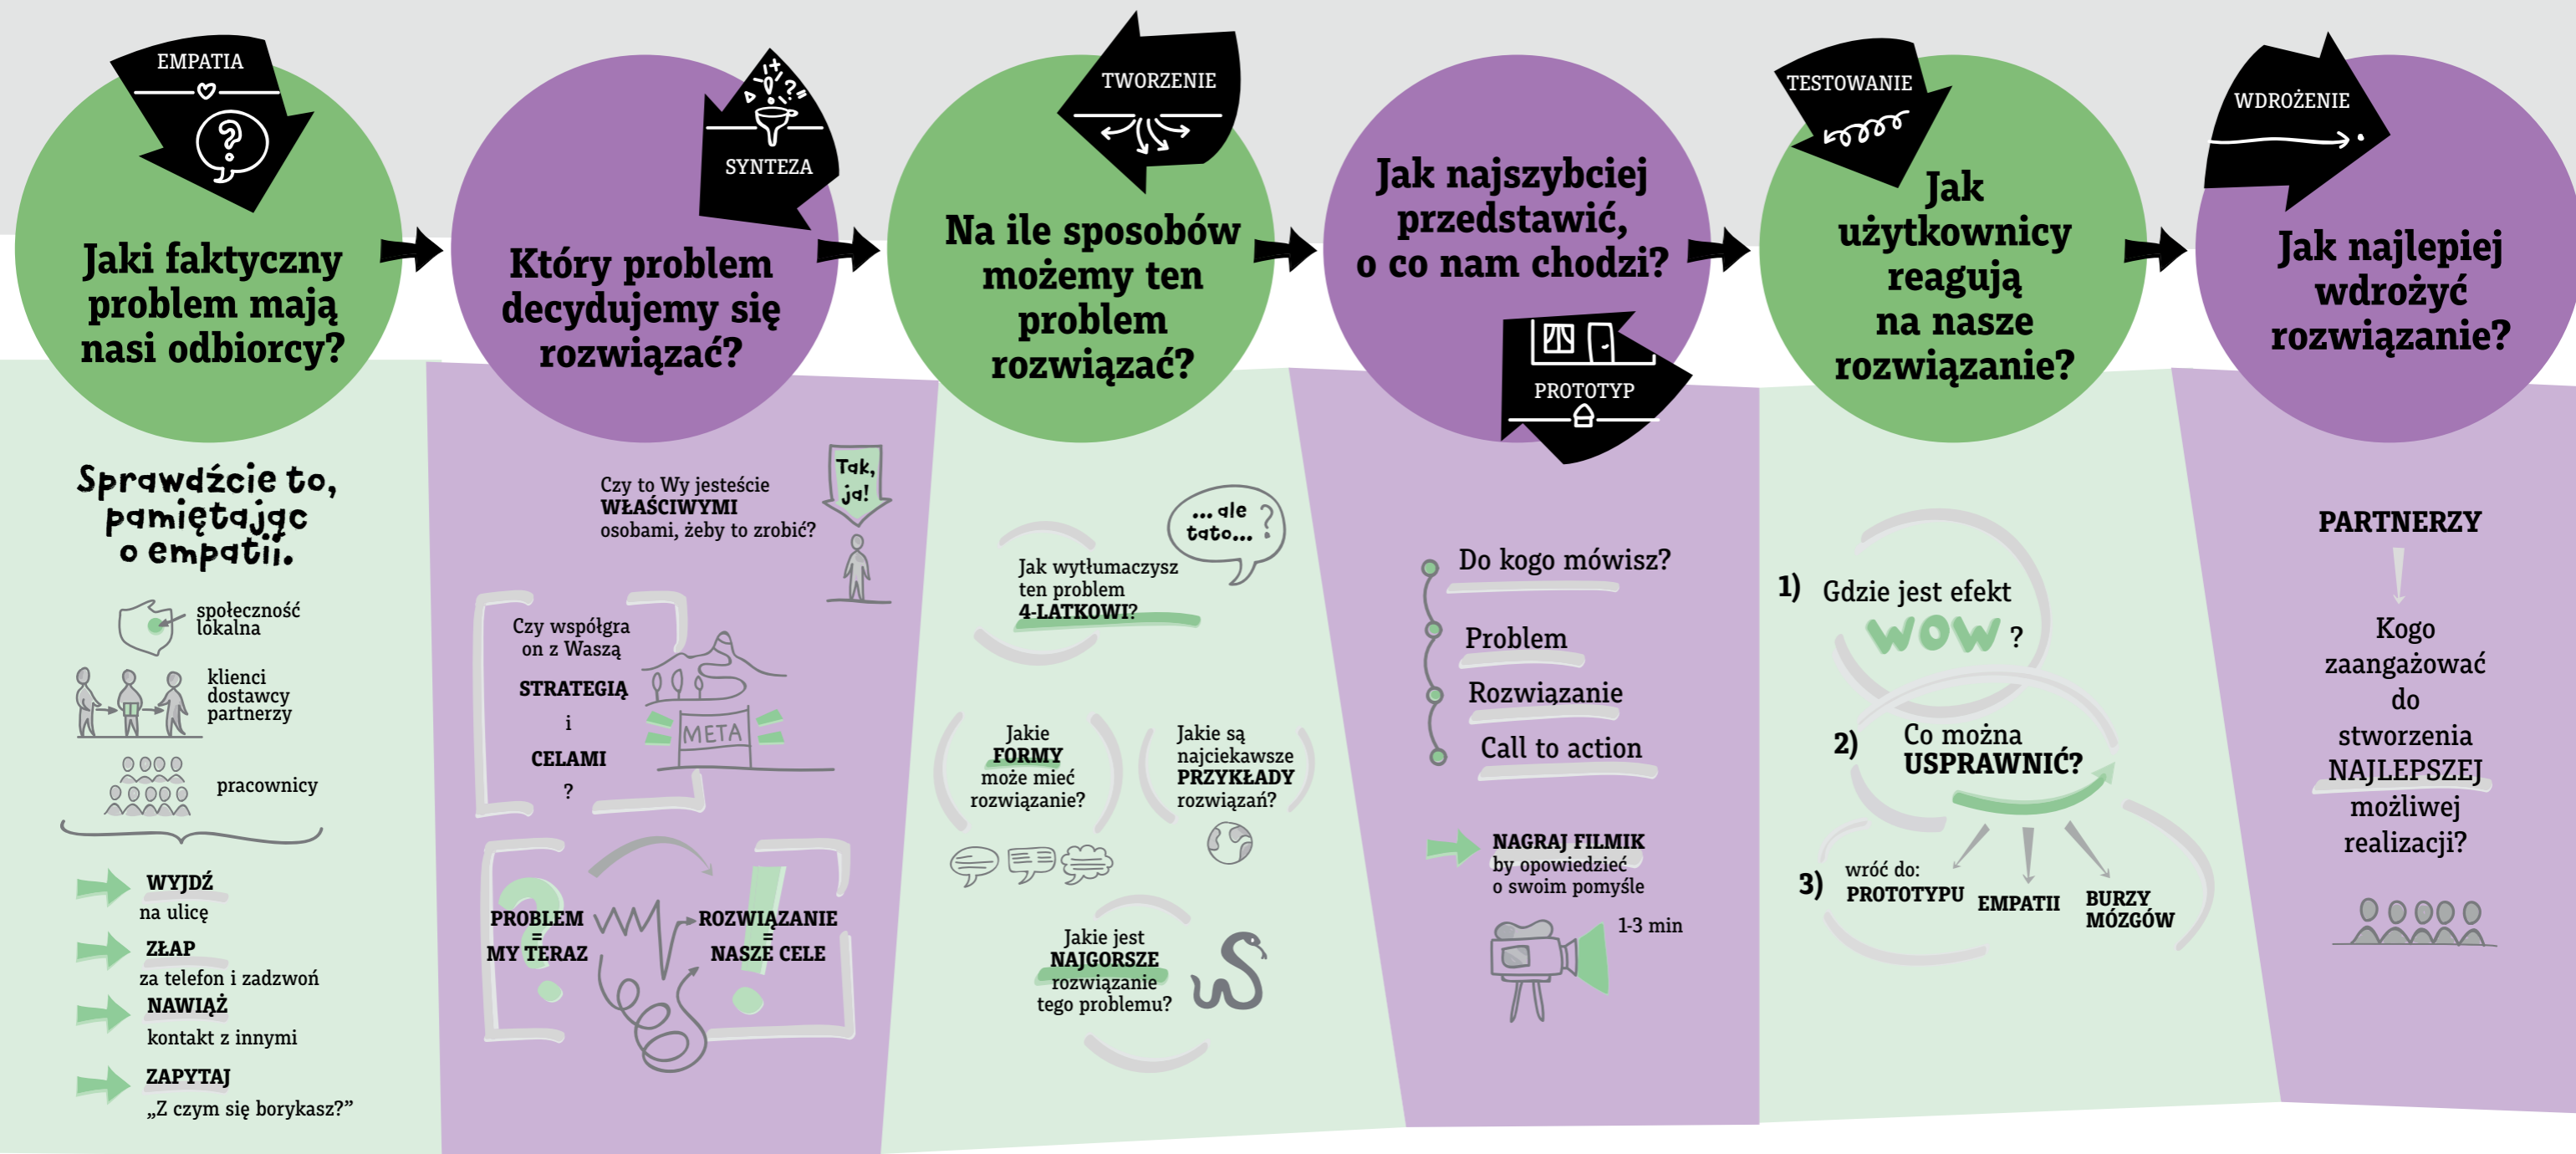 EMPATIA
Jaki faktyczny
problem mają
nasi odbiorcy?
Sprawdźcie to,
pamiętając
o empatii.
społeczność
lokalna
klienci
dostawcy
partnerzy
pracownicy
WYJDŹ
na ulicę
ZŁAP
za telefon i zadzwoń
NAWIĄŻ
kontakt z innymi
ZAPYTAJ
„Z czym się borykasz?”
SYNTEZA
Który problem
decydujemy się
rozwiązać?
Czy to Wy jesteście
WŁAŚCIWYMI
osobami, żeby to zrobić?
Tak,
ja!
Czy współgra
on z Waszą
STRATEGIĄ
i
CELAMI
?
META
PROBLEM
=
MY TERAZ
ROZWIĄZANIE
=
NASZE CELE
TWORZENIE
Na ile sposobów
możemy ten
problem
rozwiązać?
... ale
tato... ?
Jak wytłumaczysz
ten problem
4-LATKOWI?
Jakie
FORMY
może mieć
rozwiązanie?
Jakie są
najciekawsze
PRZYKŁADY
rozwiązań?
Jakie jest
NAJGORSZE
rozwiązanie
tego problemu?
Jak najszybciej
przedstawić,
o co nam chodzi?
PROTOTYP
Do kogo mówisz?
Problem
Rozwiązanie
Call to action
NAGRAJ FILMIK
by opowiedzieć
o swoim pomyśle
1-3 min
TESTOWANIE
Jak
użytkownicy
reagują
na nasze
rozwiązanie?
1) Gdzie jest efekt
WOW ?
2) Co można
USPRAWNIĆ?
3) wróć do:
PROTOTYPU
EMPATII
BURZY
MÓZGÓW
WDROŻENIE
Jak najlepiej
wdrożyć
rozwiązanie?
PARTNERZY
Kogo
zaangażować
do
stworzenia
NAJLEPSZEJ
możliwej
realizacji?